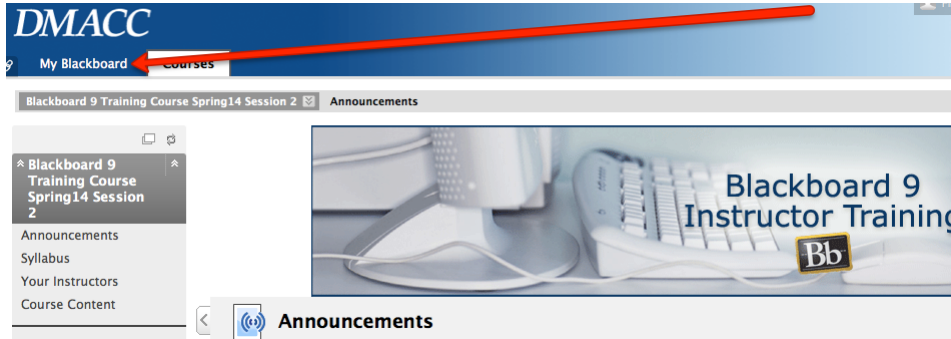 DMACC
My Blackboard
Courses
Blackboard 9 Training Course Spring14 Session 2
Announcements
Blackboard 9
Training Course
Spring14 Session
2
Announcements
Syllabus
Your Instructors
Course Content
Blackboard 9
Instructor Training
Bb
Announcements